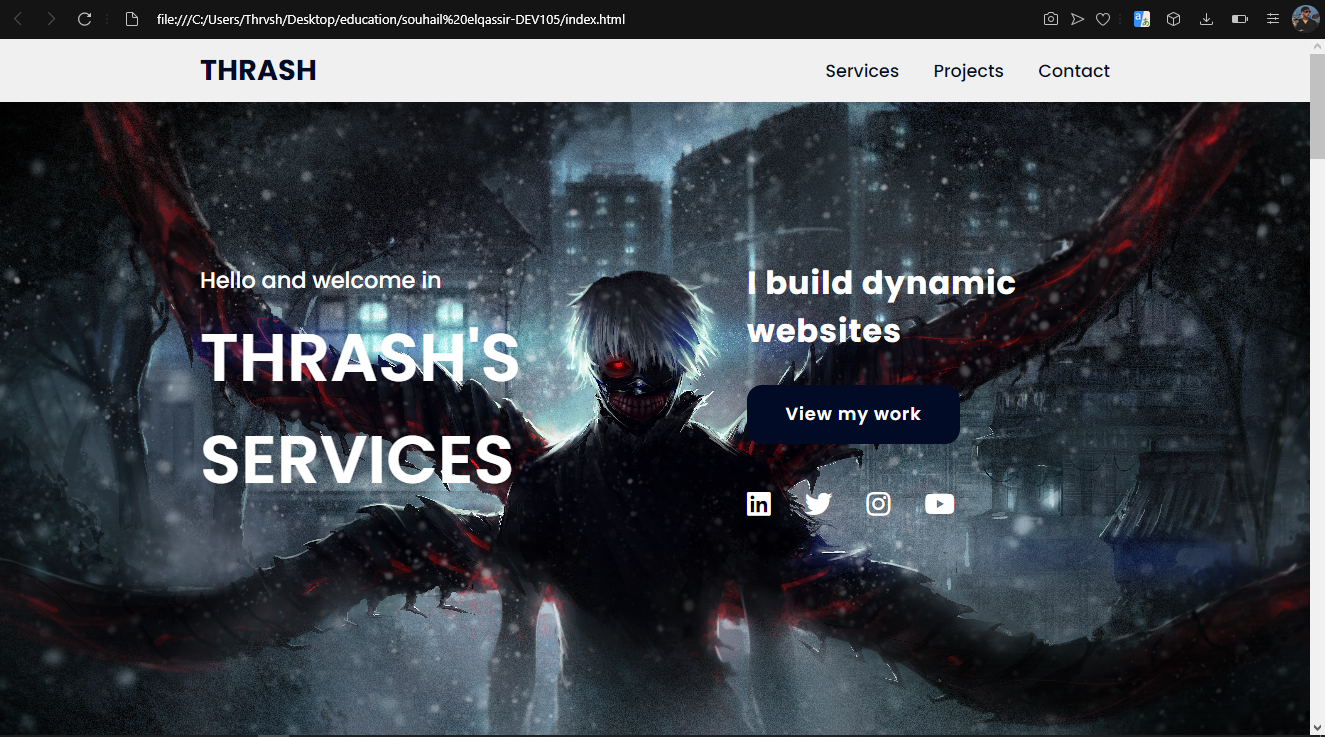 file:///C:/Users/Thrvsh/Desktop/education/souhail%20elqassir-DEV105/index.html
THRASH
Services
Projects
Contact
Hello and welcome in
THRASH'S
SERVICES
I build dynamic
websites
View my work
in